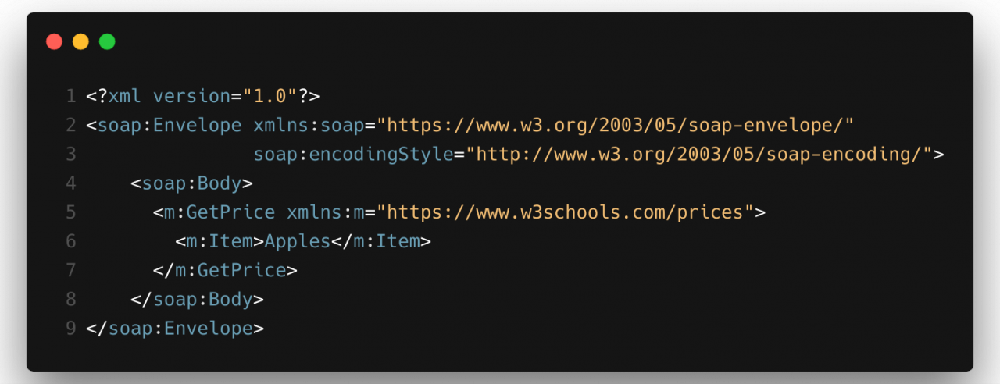 1 <?xml version="1.0"?>
2 <soap:Envelope xmlns:soap="https://www.w3.org/2003/05/soap-envelope/"
3                soap:encodingStyle="http://www.w3.org/2003/05/soap-encoding/">
4     <soap:Body>
5       <m:GetPrice xmlns:m="https://www.w3schools.com/prices">
6         <m:Item>Apples</m:Item>
7       </m:GetPrice>
8     </soap:Body>
9 </soap:Envelope>